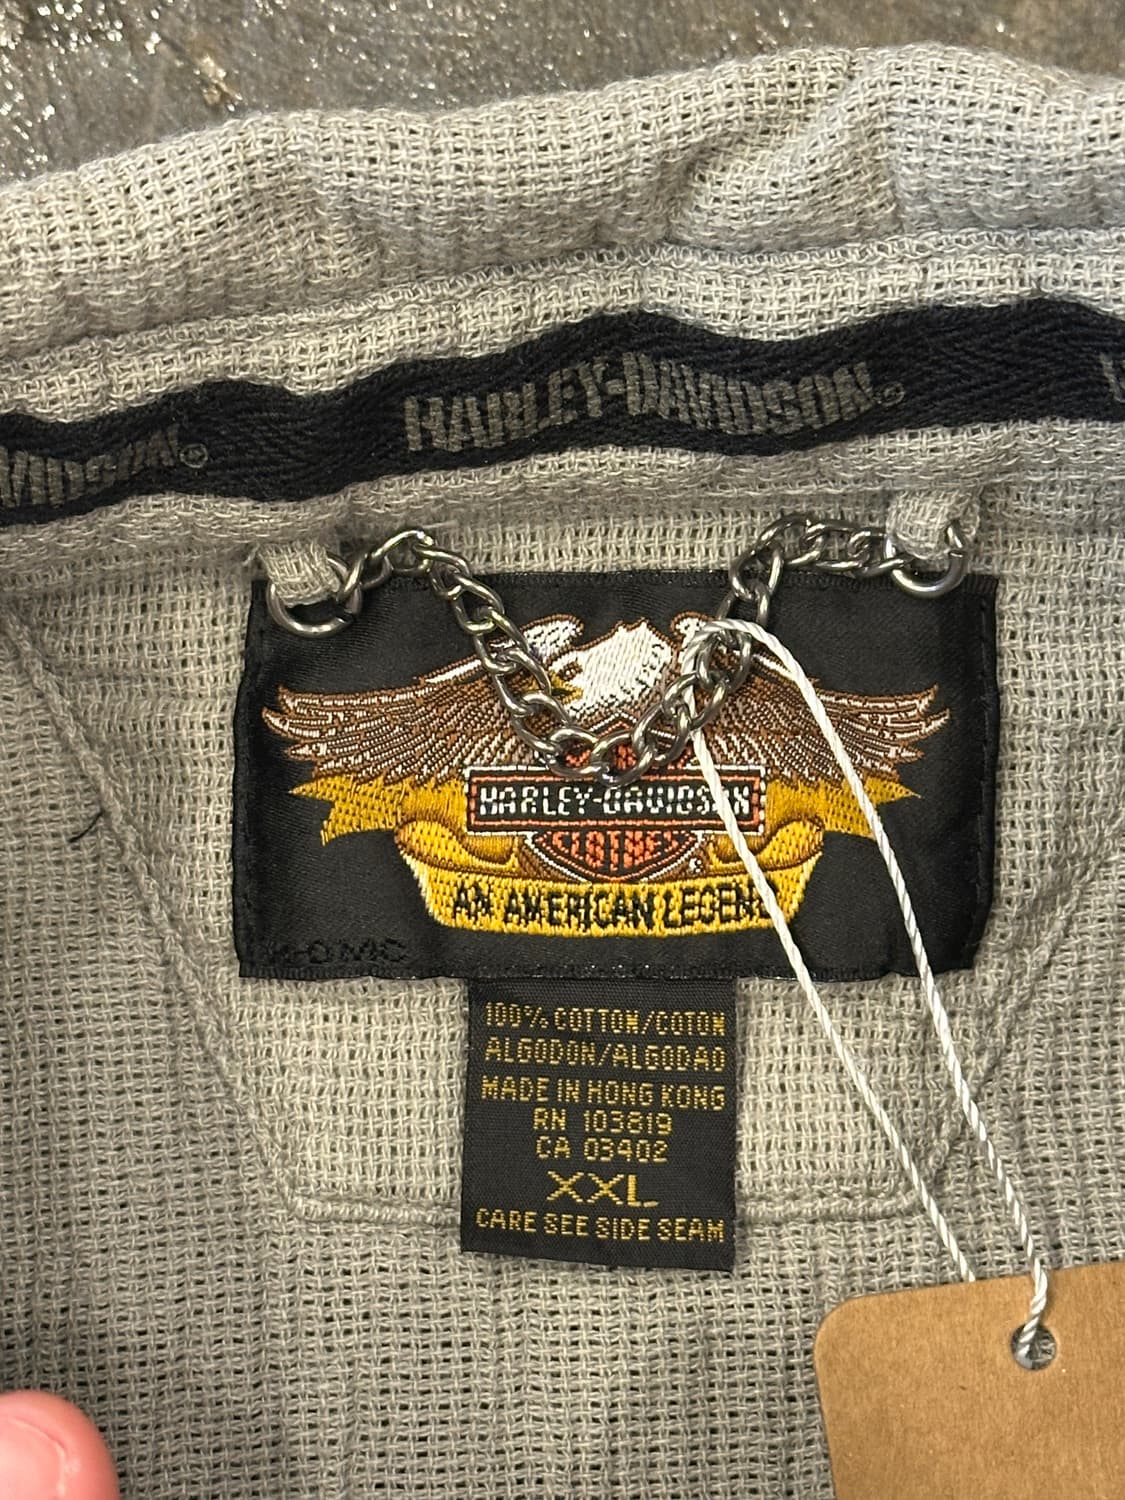 HARLEY-DAVIDSON®
HARLEY-DAVIDSON
CLOTHES
AN AMERICAN LEGEND
H-DMC
100% COTTON/COTON
ALGODON/ALGODAO
MADE IN HONG KONG
RN 103819
CA 03402
XXL
CARE SEE SIDE SEAM